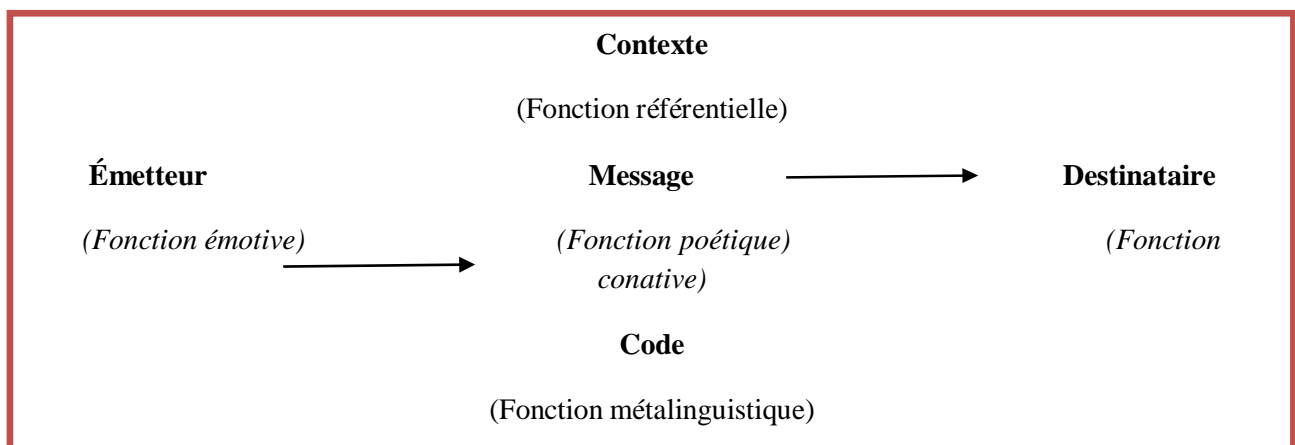 Contexte
(Fonction référentielle)
Émetteur Message Destinataire
(Fonction émotive) (Fonction poétique) (Fonction
conative)
Code
(Fonction métalinguistique)